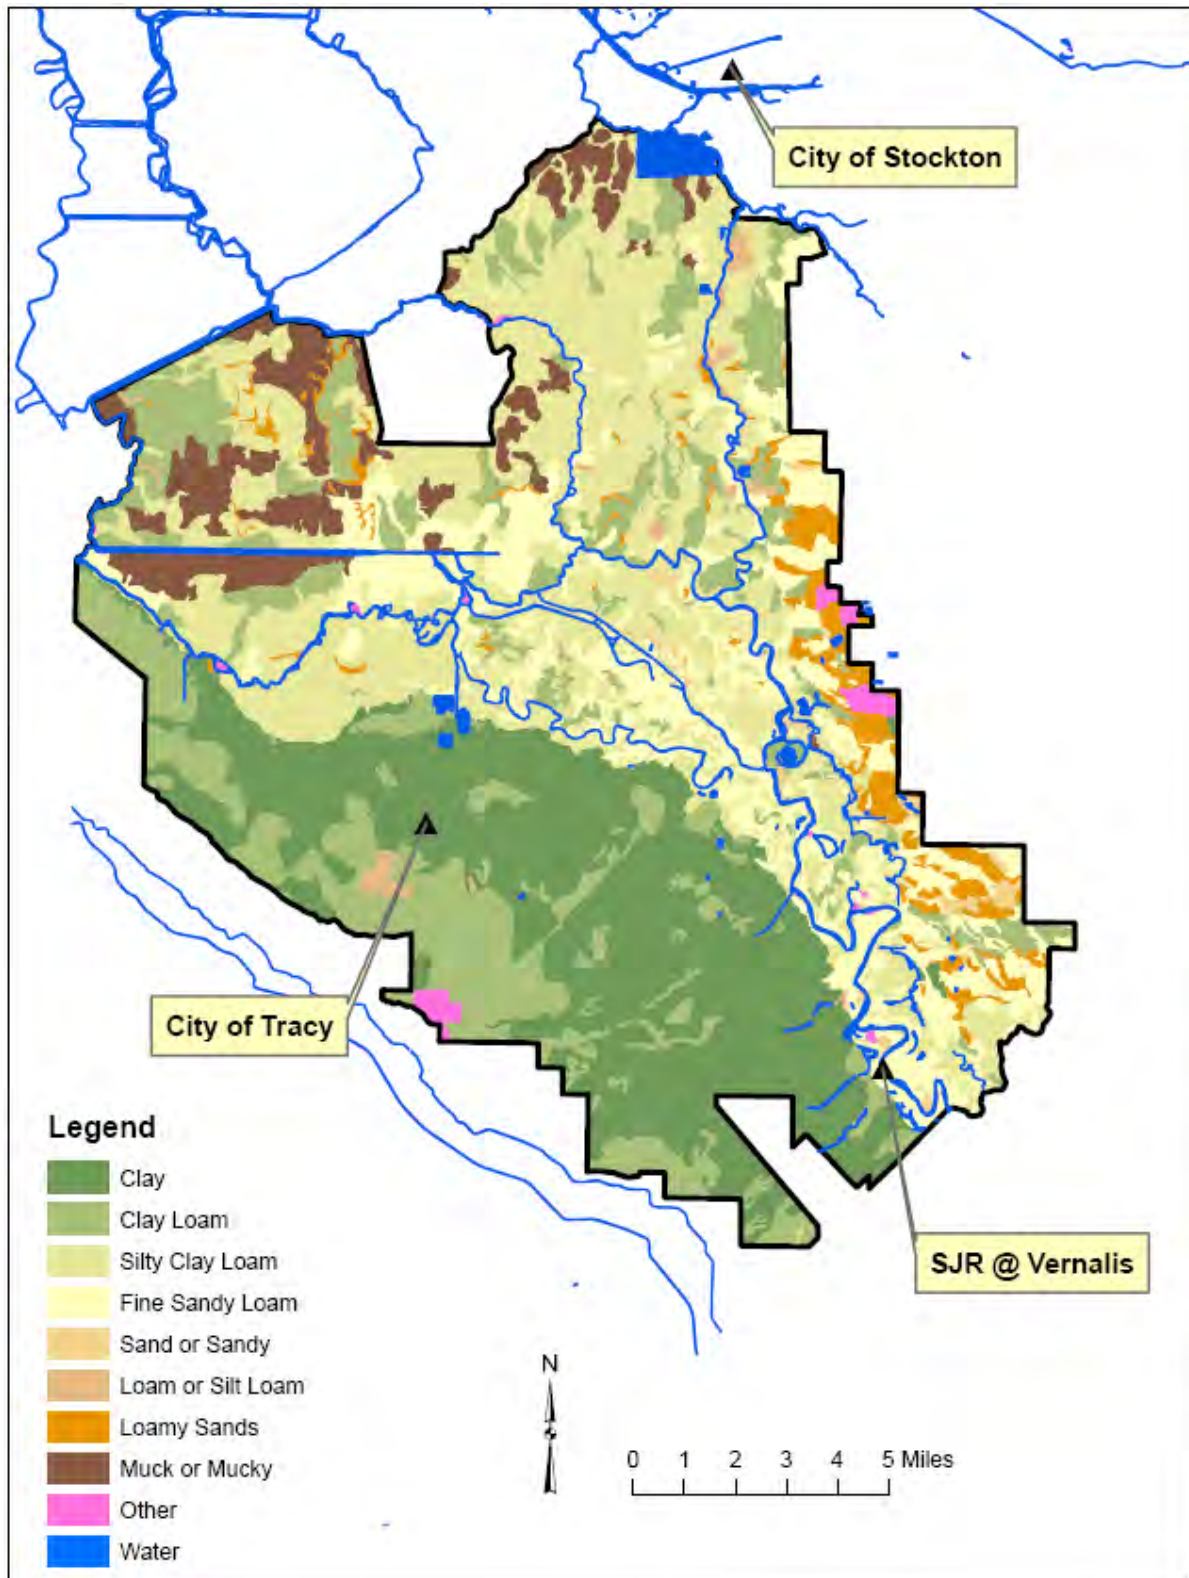 City of Stockton
City of Tracy
SJR @ Vernalis
Legend
Clay
Clay Loam
Silty Clay Loam
Fine Sandy Loam
Sand or Sandy
Loam or Silt Loam
Loamy Sands
Muck or Mucky
Other
Water
N
0 1 2 3 4 5 Miles